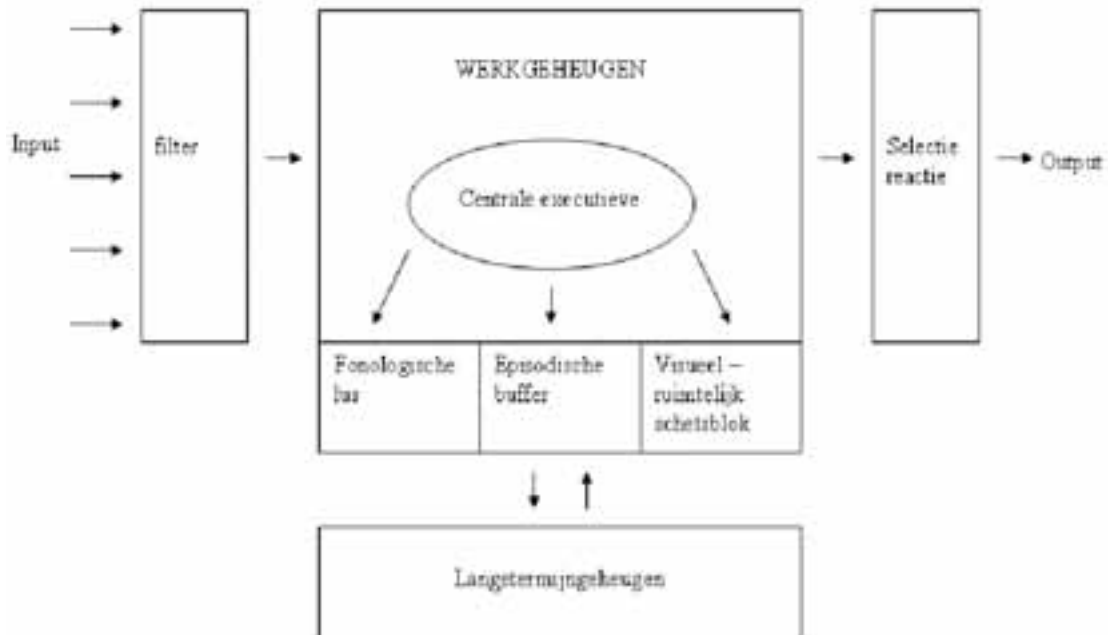 WERKGEHEUGEN
Input
filter
Centrale executieve
Selectie
reactie
Output
Fonologische
lus
Episodische
buffer
Visueel –
ruimtelijk
schetsblok
Langetermijngeheugen